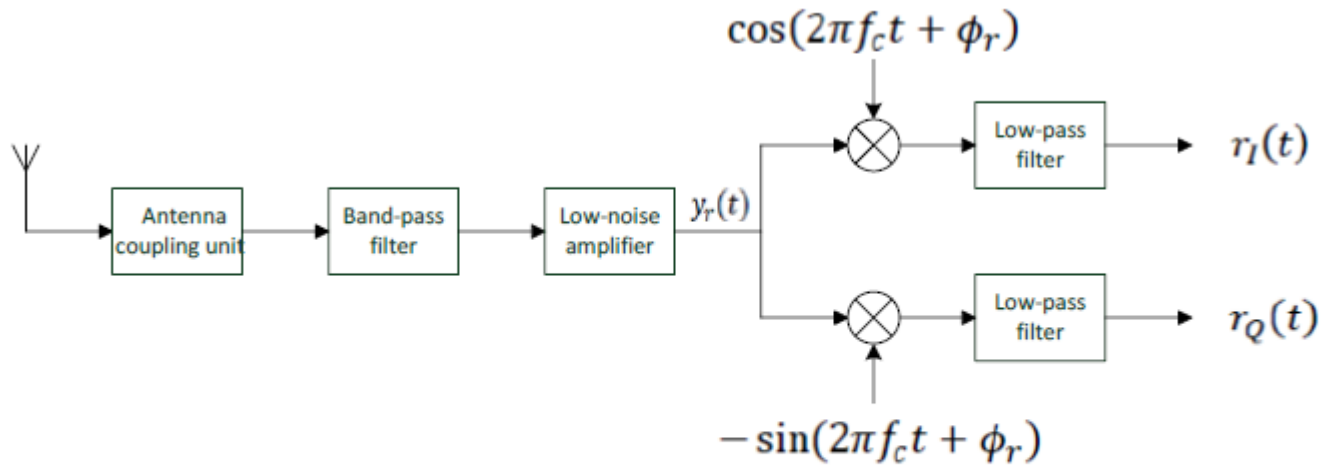 cos(2πf_c t + ϕ_r)
Low-pass
filter
r_I(t)
Antenna
coupling unit
Band-pass
filter
Low-noise
amplifier
y_r(t)
Low-pass
filter
r_Q(t)
−sin(2πf_c t + ϕ_r)